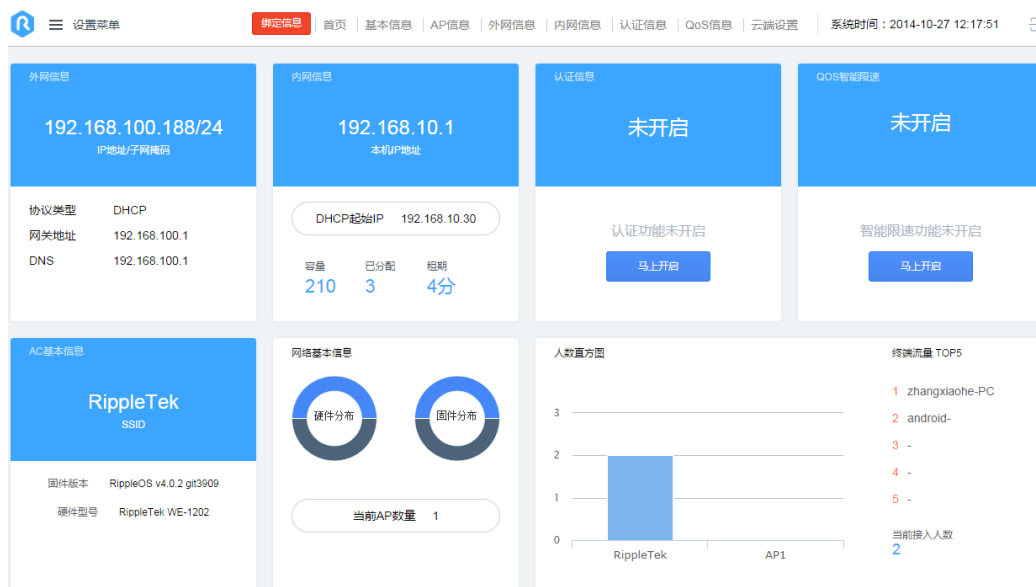 设置菜单
绑定信息 首页 基本信息 AP信息 外网信息 内网信息 认证信息 QoS信息 云端设置 系统时间：2014-10-27 12:17:51
外网信息
192.168.100.188/24
IP地址/子网掩码
协议类型 DHCP
网关地址 192.168.100.1
DNS 192.168.100.1
内网信息
192.168.10.1
本机IP地址
DHCP起始IP 192.168.10.30
容量 已分配 租期
210 3 4分
认证信息
未开启
认证功能未开启
马上开启
QOS智能限速
未开启
智能限速功能未开启
马上开启
AC基本信息
RippleTek
SSID
固件版本 RippleOS v4.0.2 git3909
硬件型号 RippleTek WE-1202
网络基本信息
硬件分布 固件分布
当前AP数量 1
人数直方图
3
2
1
0
RippleTek AP1
终端流量 TOP5
1 zhangxiaohe-PC
2 android-
3 -
4 -
5 -
当前接入人数
2